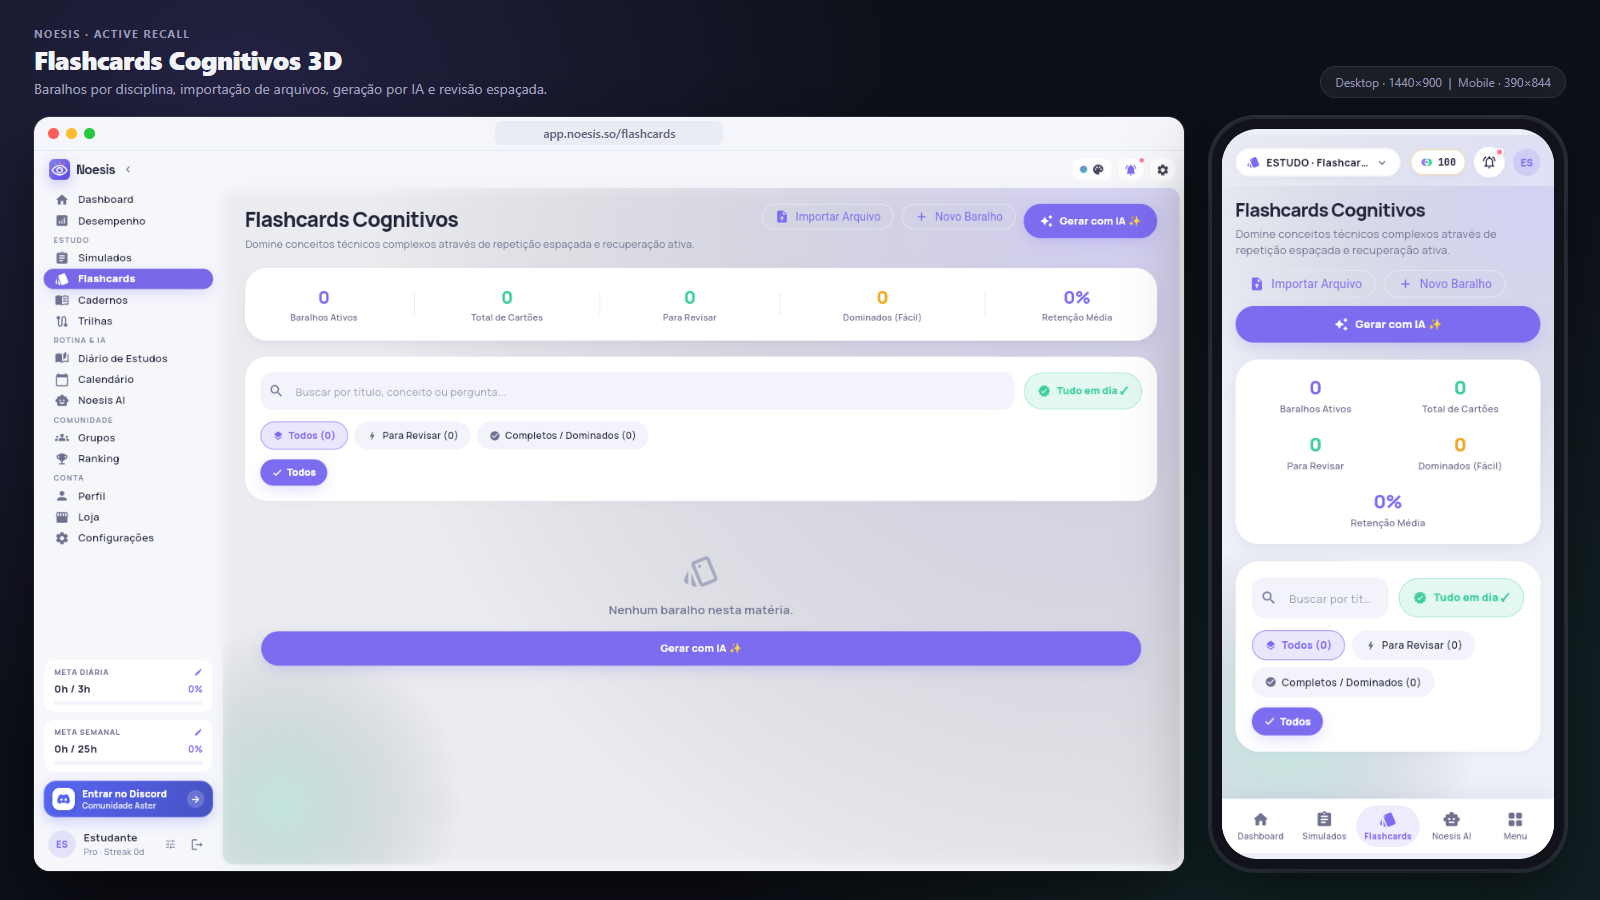 NOESIS · ACTIVE RECALL
Flashcards Cognitivos 3D
Baralhos por disciplina, importação de arquivos, geração por IA e revisão espaçada.
Desktop · 1440×900 | Mobile · 390×844
app.noesis.so/flashcards
Noesis
Dashboard
Desempenho
ESTUDO
Simulados
Flashcards
Cadernos
Trilhas
ROTINA & IA
Diário de Estudos
Calendário
Noesis AI
COMUNIDADE
Grupos
Ranking
CONTA
Perfil
Loja
Configurações
META DIÁRIA
0h / 3h 0%
META SEMANAL
0h / 25h 0%
Entrar no Discord
Comunidade Aster
ES
Estudante
Pro · Streak 0d
Flashcards Cognitivos
Domine conceitos técnicos complexos através de repetição espaçada e recuperação ativa.
Importar Arquivo
Novo Baralho
Gerar com IA ✨
0 0 0 0 0%
Baralhos Ativos Total de Cartões Para Revisar Dominados (Fácil) Retenção Média
Buscar por título, conceito ou pergunta...
Tudo em dia ✓
Todos (0) Para Revisar (0) Completos / Dominados (0)
Todos
Nenhum baralho nesta matéria.
Gerar com IA ✨
ESTUDO · Flashcar...
100
ES
Flashcards Cognitivos
Domine conceitos técnicos complexos através de
repetição espaçada e recuperação ativa.
Importar Arquivo Novo Baralho
Gerar com IA ✨
0 0
Baralhos Ativos Total de Cartões
0 0
Para Revisar Dominados (Fácil)
0%
Retenção Média
Buscar por tít... Tudo em dia ✓
Todos (0) Para Revisar (0)
Completos / Dominados (0)
Todos
Dashboard Simulados Flashcards Noesis AI Menu